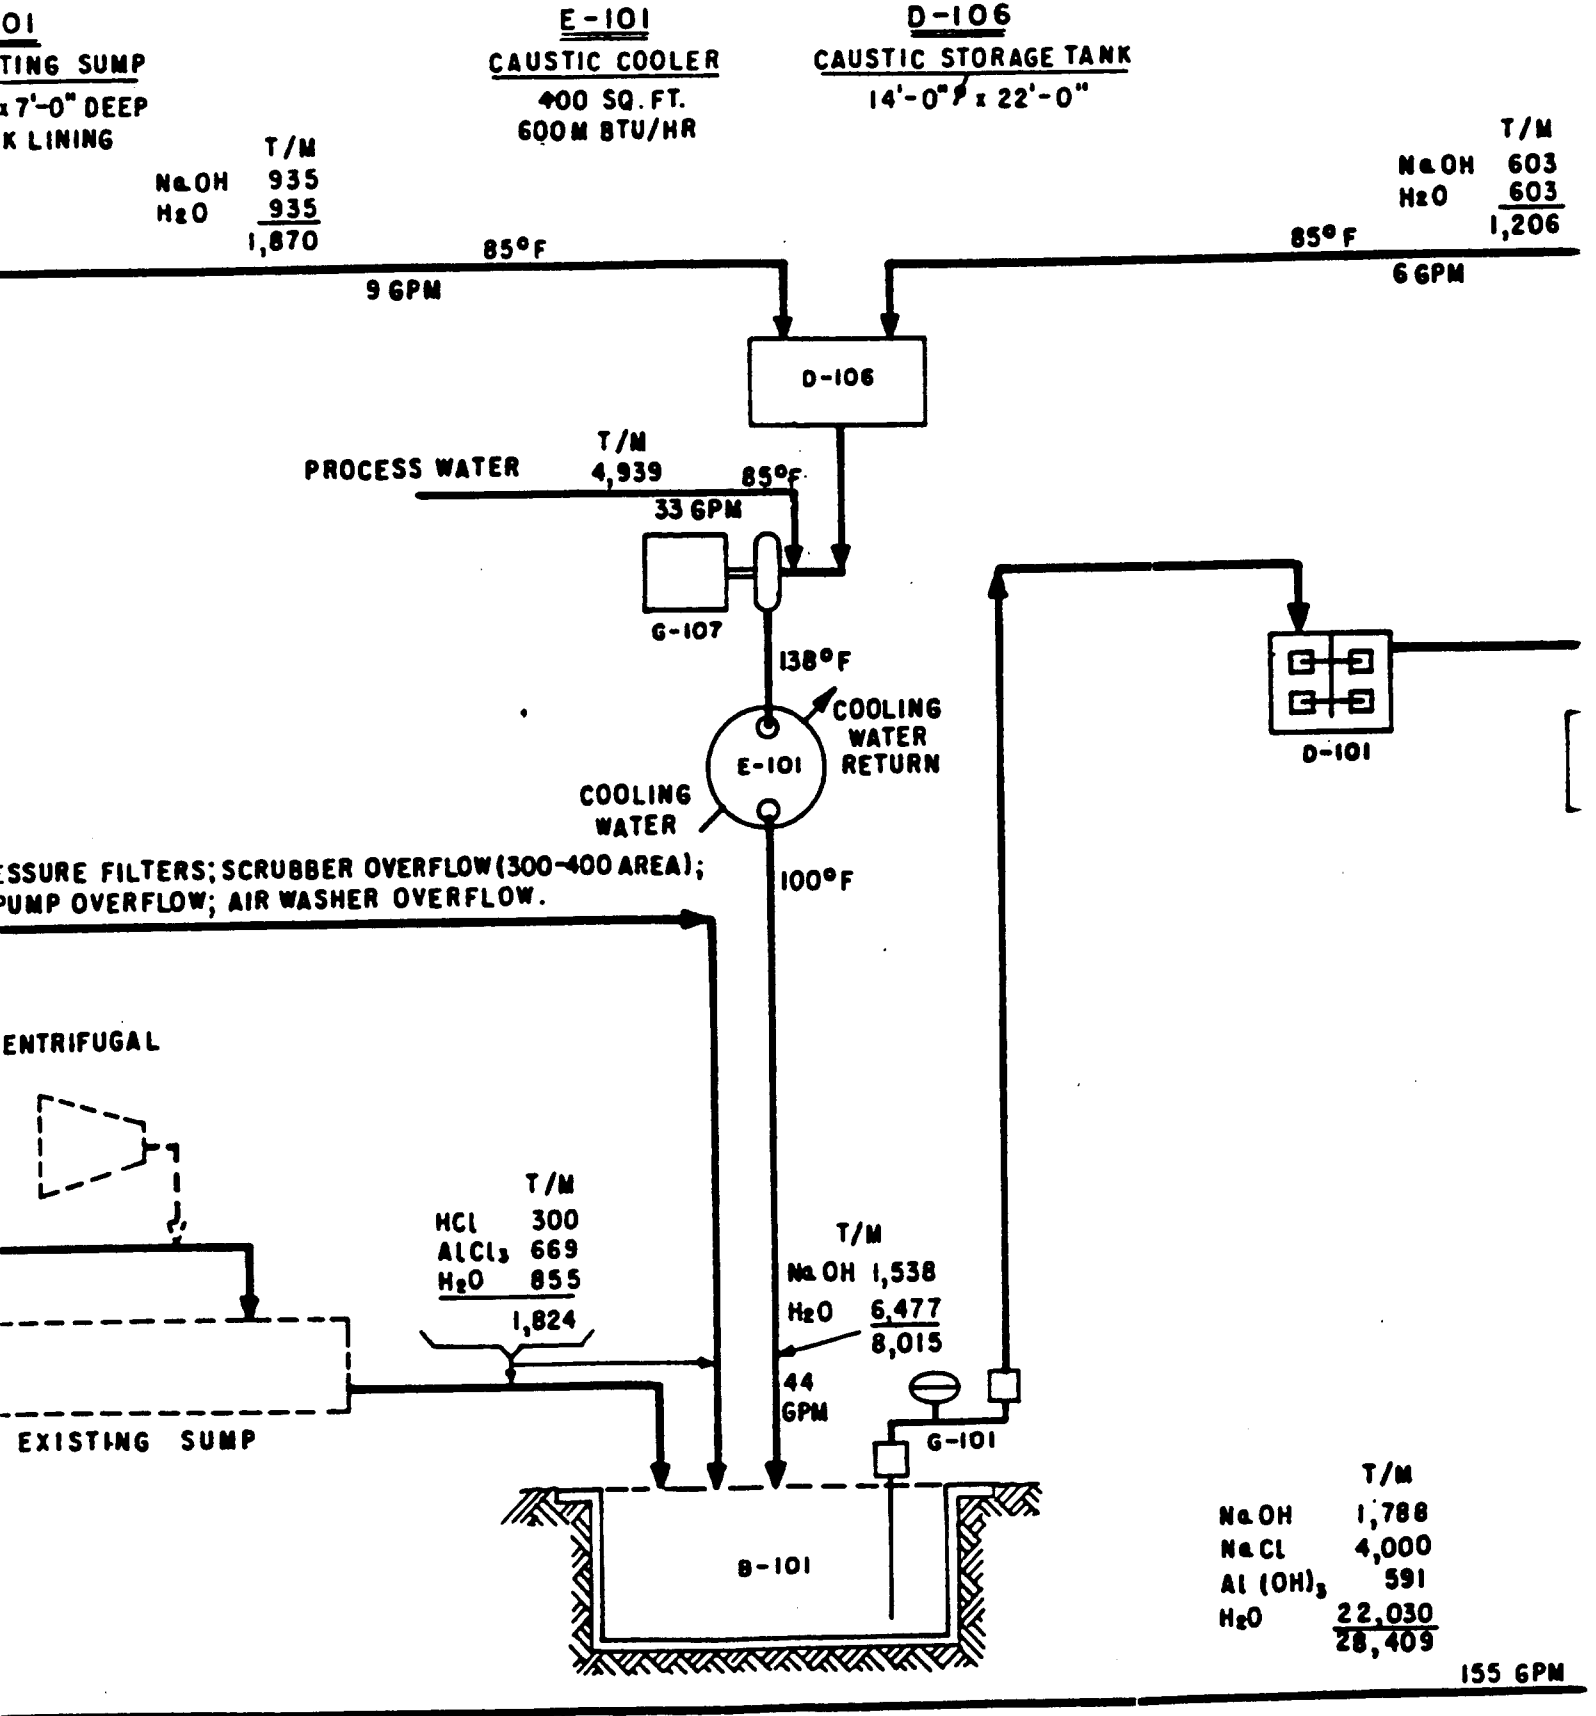 01
TING SUMP
x 7'-0" DEEP
K LINING
E-101
CAUSTIC COOLER
400 SQ. FT.
600 M BTU/HR
D-106
CAUSTIC STORAGE TANK
14'-0"ø x 22'-0"
T/M
NaOH 935
H2O 935
1,870
85°F
9 GPM
T/M
NaOH 603
H2O 603
1,206
85°F
6 GPM
D-106
T/M
PROCESS WATER 4,939 85°F
33 GPM
G-107
138°F
COOLING
WATER
RETURN
E-101
COOLING
WATER
100°F
D-101
ESSURE FILTERS; SCRUBBER OVERFLOW (300-400 AREA);
PUMP OVERFLOW; AIR WASHER OVERFLOW.
ENTRIFUGAL
T/M
HCl 300
AlCl3 669
H2O 855
1,824
T/M
NaOH 1,538
H2O 6,477
8,015
44
GPM
G-101
EXISTING SUMP
B-101
T/M
NaOH 1,788
NaCl 4,000
Al (OH)3 591
H2O 22,030
28,409
155 GPM